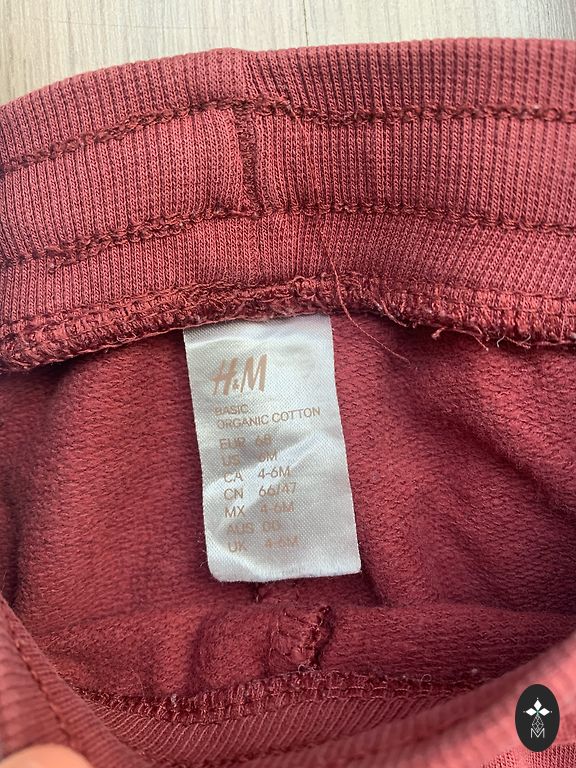 H&M
BASIC
ORGANIC COTTON
EUR 68
US 6M
CA 4-6M
CN 66/47
MX 4-6M
AUS 00
UK 4-6M
M